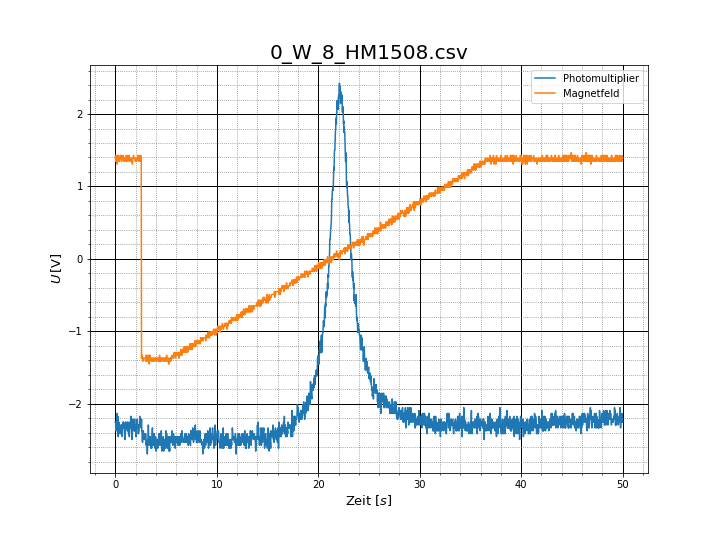 0_W_8_HM1508.csv
Photomultiplier
Magnetfeld
U [V]
2
1
0
−1
−2
0
10
20
30
40
50
Zeit [s]